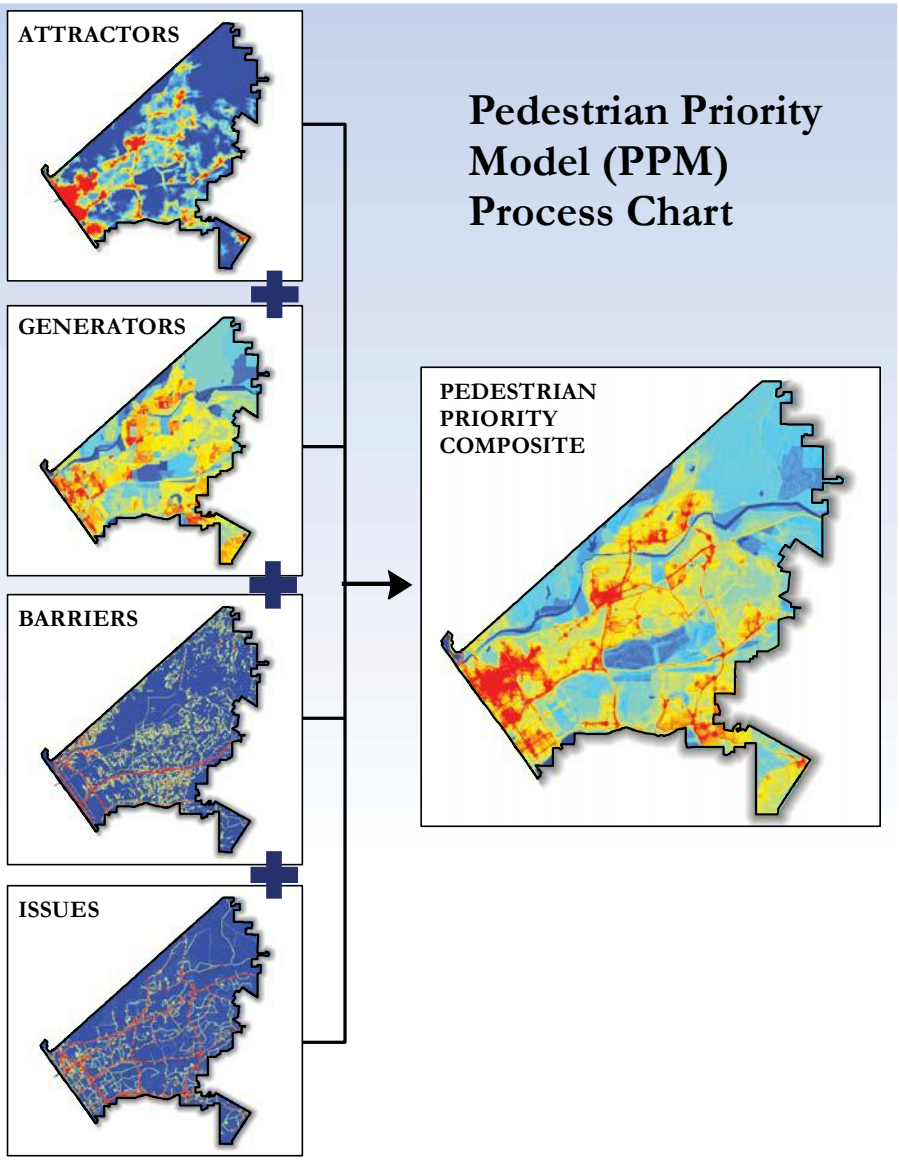 ATTRACTORS
Pedestrian Priority
Model (PPM)
Process Chart
GENERATORS
PEDESTRIAN
PRIORITY
COMPOSITE
BARRIERS
ISSUES